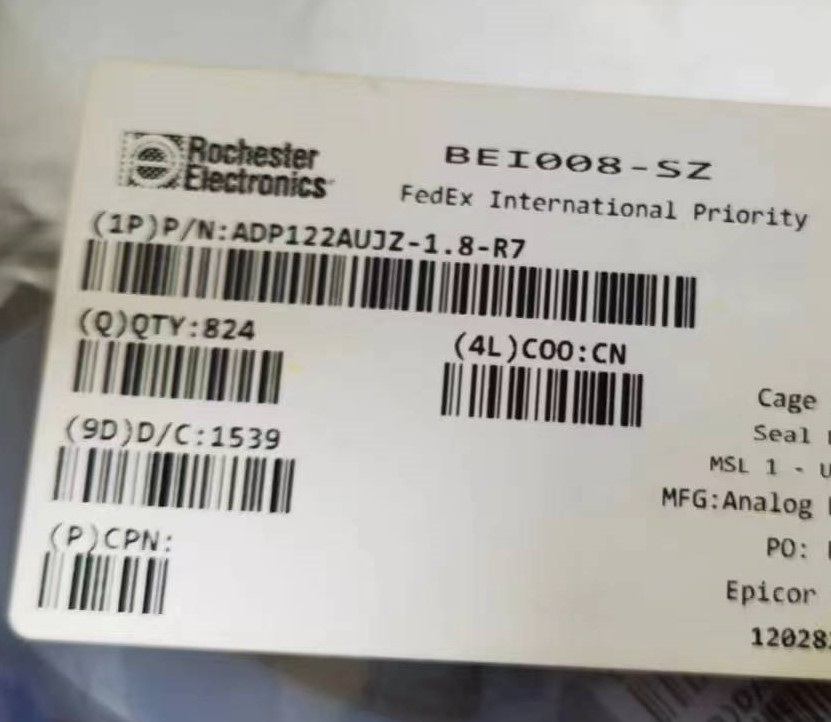 Rochester
Electronics
BEI008-SZ
FedEx International Priority
(1P)P/N:ADP122AUJZ-1.8-R7
(Q)QTY:824
(4L)COO:CN
(9D)D/C:1539
(P)CPN:
Cage
Seal
MSL 1 -
MFG:Analog
PO:
Epicor
12028